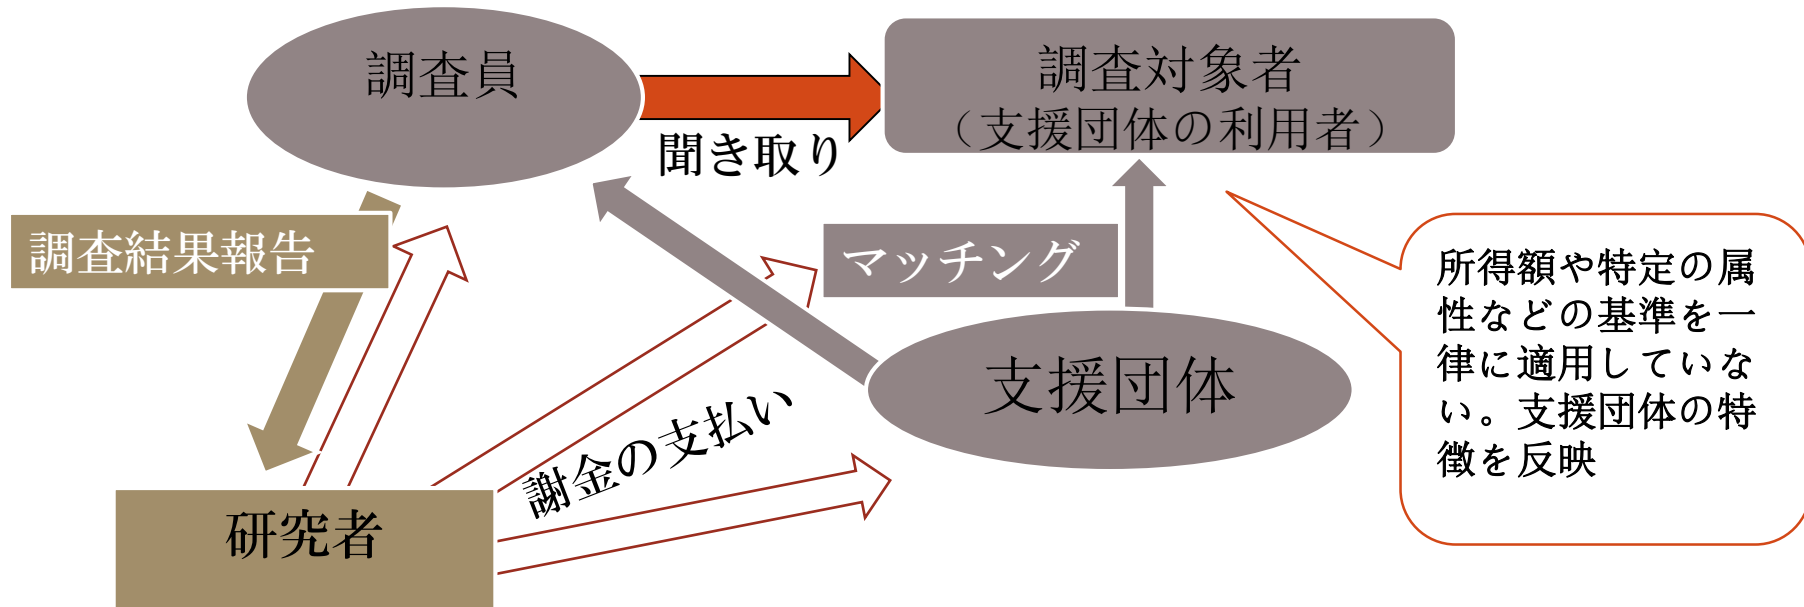 調査員
調査対象者
（支援団体の利用者）
聞き取り
調査結果報告
マッチング
所得額や特定の属
性などの基準を一
律に適用していな
い。支援団体の特
徴を反映
支援団体
謝金の支払い
研究者